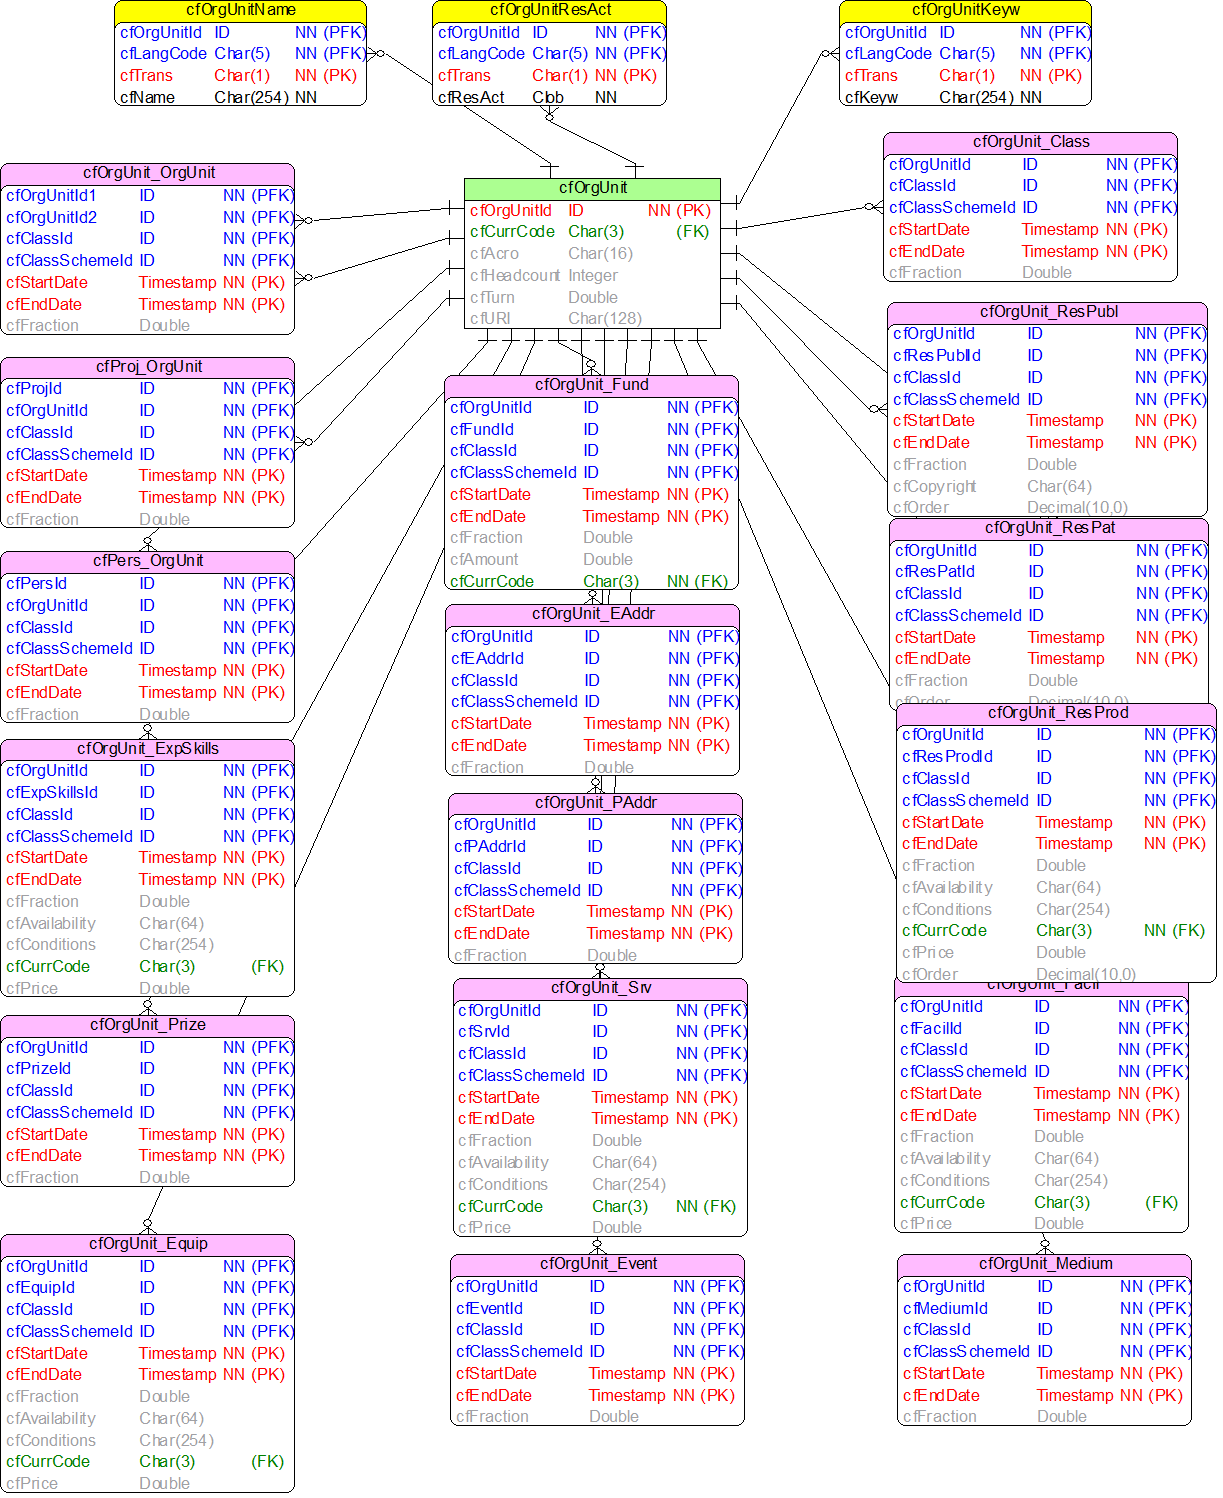 cfOrgUnitName
cfOrgUnitId ID NN (PFK)
cfLangCode Char(5) NN (PFK)
cfTrans Char(1) NN (PK)
cfName Char(254) NN
cfOrgUnitResAct
cfOrgUnitId ID NN (PFK)
cfLangCode Char(5) NN (PFK)
cfTrans Char(1) NN (PK)
cfResAct Clob NN
cfOrgUnitKeyw
cfOrgUnitId ID NN (PFK)
cfLangCode Char(5) NN (PFK)
cfTrans Char(1) NN (PK)
cfKeyw Char(254) NN
cfOrgUnit
cfOrgUnitId ID NN (PK)
cfCurrCode Char(3) (FK)
cfAcro Char(16)
cfHeadcount Integer
cfTurn Double
cfURI Char(128)
cfOrgUnit_OrgUnit
cfOrgUnitId1 ID NN (PFK)
cfOrgUnitId2 ID NN (PFK)
cfClassId ID NN (PFK)
cfClassSchemeId ID NN (PFK)
cfStartDate Timestamp NN (PK)
cfEndDate Timestamp NN (PK)
cfFraction Double
cfProj_OrgUnit
cfProjId ID NN (PFK)
cfOrgUnitId ID NN (PFK)
cfClassId ID NN (PFK)
cfClassSchemeId ID NN (PFK)
cfStartDate Timestamp NN (PK)
cfEndDate Timestamp NN (PK)
cfFraction Double
cfPers_OrgUnit
cfPersId ID NN (PFK)
cfOrgUnitId ID NN (PFK)
cfClassId ID NN (PFK)
cfClassSchemeId ID NN (PFK)
cfStartDate Timestamp NN (PK)
cfEndDate Timestamp NN (PK)
cfFraction Double
cfOrgUnit_ExpSkills
cfOrgUnitId ID NN (PFK)
cfExpSkillsId ID NN (PFK)
cfClassId ID NN (PFK)
cfClassSchemeId ID NN (PFK)
cfStartDate Timestamp NN (PK)
cfEndDate Timestamp NN (PK)
cfFraction Double
cfAvailability Char(64)
cfConditions Char(254)
cfCurrCode Char(3) (FK)
cfPrice Double
cfOrgUnit_Prize
cfOrgUnitId ID NN (PFK)
cfPrizeId ID NN (PFK)
cfClassId ID NN (PFK)
cfClassSchemeId ID NN (PFK)
cfStartDate Timestamp NN (PK)
cfEndDate Timestamp NN (PK)
cfFraction Double
cfOrgUnit_Equip
cfOrgUnitId ID NN (PFK)
cfEquipId ID NN (PFK)
cfClassId ID NN (PFK)
cfClassSchemeId ID NN (PFK)
cfStartDate Timestamp NN (PK)
cfEndDate Timestamp NN (PK)
cfFraction Double
cfAvailability Char(64)
cfConditions Char(254)
cfCurrCode Char(3) (FK)
cfPrice Double
cfOrgUnit_Fund
cfOrgUnitId ID NN (PFK)
cfFundId ID NN (PFK)
cfClassId ID NN (PFK)
cfClassSchemeId ID NN (PFK)
cfStartDate Timestamp NN (PK)
cfEndDate Timestamp NN (PK)
cfFraction Double
cfAmount Double
cfCurrCode Char(3) NN (FK)
cfOrgUnit_EAddr
cfOrgUnitId ID NN (PFK)
cfEAddrId ID NN (PFK)
cfClassId ID NN (PFK)
cfClassSchemeId ID NN (PFK)
cfStartDate Timestamp NN (PK)
cfEndDate Timestamp NN (PK)
cfFraction Double
cfOrgUnit_PAddr
cfOrgUnitId ID NN (PFK)
cfPAddrId ID NN (PFK)
cfClassId ID NN (PFK)
cfClassSchemeId ID NN (PFK)
cfStartDate Timestamp NN (PK)
cfEndDate Timestamp NN (PK)
cfFraction Double
cfOrgUnit_Srv
cfOrgUnitId ID NN (PFK)
cfSrvId ID NN (PFK)
cfClassId ID NN (PFK)
cfClassSchemeId ID NN (PFK)
cfStartDate Timestamp NN (PK)
cfEndDate Timestamp NN (PK)
cfFraction Double
cfAvailability Char(64)
cfConditions Char(254)
cfCurrCode Char(3) NN (FK)
cfPrice Double
cfOrgUnit_Event
cfOrgUnitId ID NN (PFK)
cfEventId ID NN (PFK)
cfClassId ID NN (PFK)
cfClassSchemeId ID NN (PFK)
cfStartDate Timestamp NN (PK)
cfEndDate Timestamp NN (PK)
cfFraction Double
cfOrgUnit_Class
cfOrgUnitId ID NN (PFK)
cfClassId ID NN (PFK)
cfClassSchemeId ID NN (PFK)
cfStartDate Timestamp NN (PK)
cfEndDate Timestamp NN (PK)
cfFraction Double
cfOrgUnit_ResPubl
cfOrgUnitId ID NN (PFK)
cfResPublId ID NN (PFK)
cfClassId ID NN (PFK)
cfClassSchemeId ID NN (PFK)
cfStartDate Timestamp NN (PK)
cfEndDate Timestamp NN (PK)
cfFraction Double
cfCopyright Char(64)
cfOrder Decimal(10,0)
cfOrgUnit_ResPat
cfOrgUnitId ID NN (PFK)
cfResPatId ID NN (PFK)
cfClassId ID NN (PFK)
cfClassSchemeId ID NN (PFK)
cfStartDate Timestamp NN (PK)
cfEndDate Timestamp NN (PK)
cfFraction Double
cfOrder Decimal(10,0)
cfOrgUnit_ResProd
cfOrgUnitId ID NN (PFK)
cfResProdId ID NN (PFK)
cfClassId ID NN (PFK)
cfClassSchemeId ID NN (PFK)
cfStartDate Timestamp NN (PK)
cfEndDate Timestamp NN (PK)
cfFraction Double
cfAvailability Char(64)
cfConditions Char(254)
cfCurrCode Char(3) NN (FK)
cfPrice Double
cfOrder Decimal(10,0)
cfOrgUnit_Facil
cfOrgUnitId ID NN (PFK)
cfFacilId ID NN (PFK)
cfClassId ID NN (PFK)
cfClassSchemeId ID NN (PFK)
cfStartDate Timestamp NN (PK)
cfEndDate Timestamp NN (PK)
cfFraction Double
cfAvailability Char(64)
cfConditions Char(254)
cfCurrCode Char(3) (FK)
cfPrice Double
cfOrgUnit_Medium
cfOrgUnitId ID NN (PFK)
cfMediumId ID NN (PFK)
cfClassId ID NN (PFK)
cfClassSchemeId ID NN (PFK)
cfStartDate Timestamp NN (PK)
cfEndDate Timestamp NN (PK)
cfFraction Double